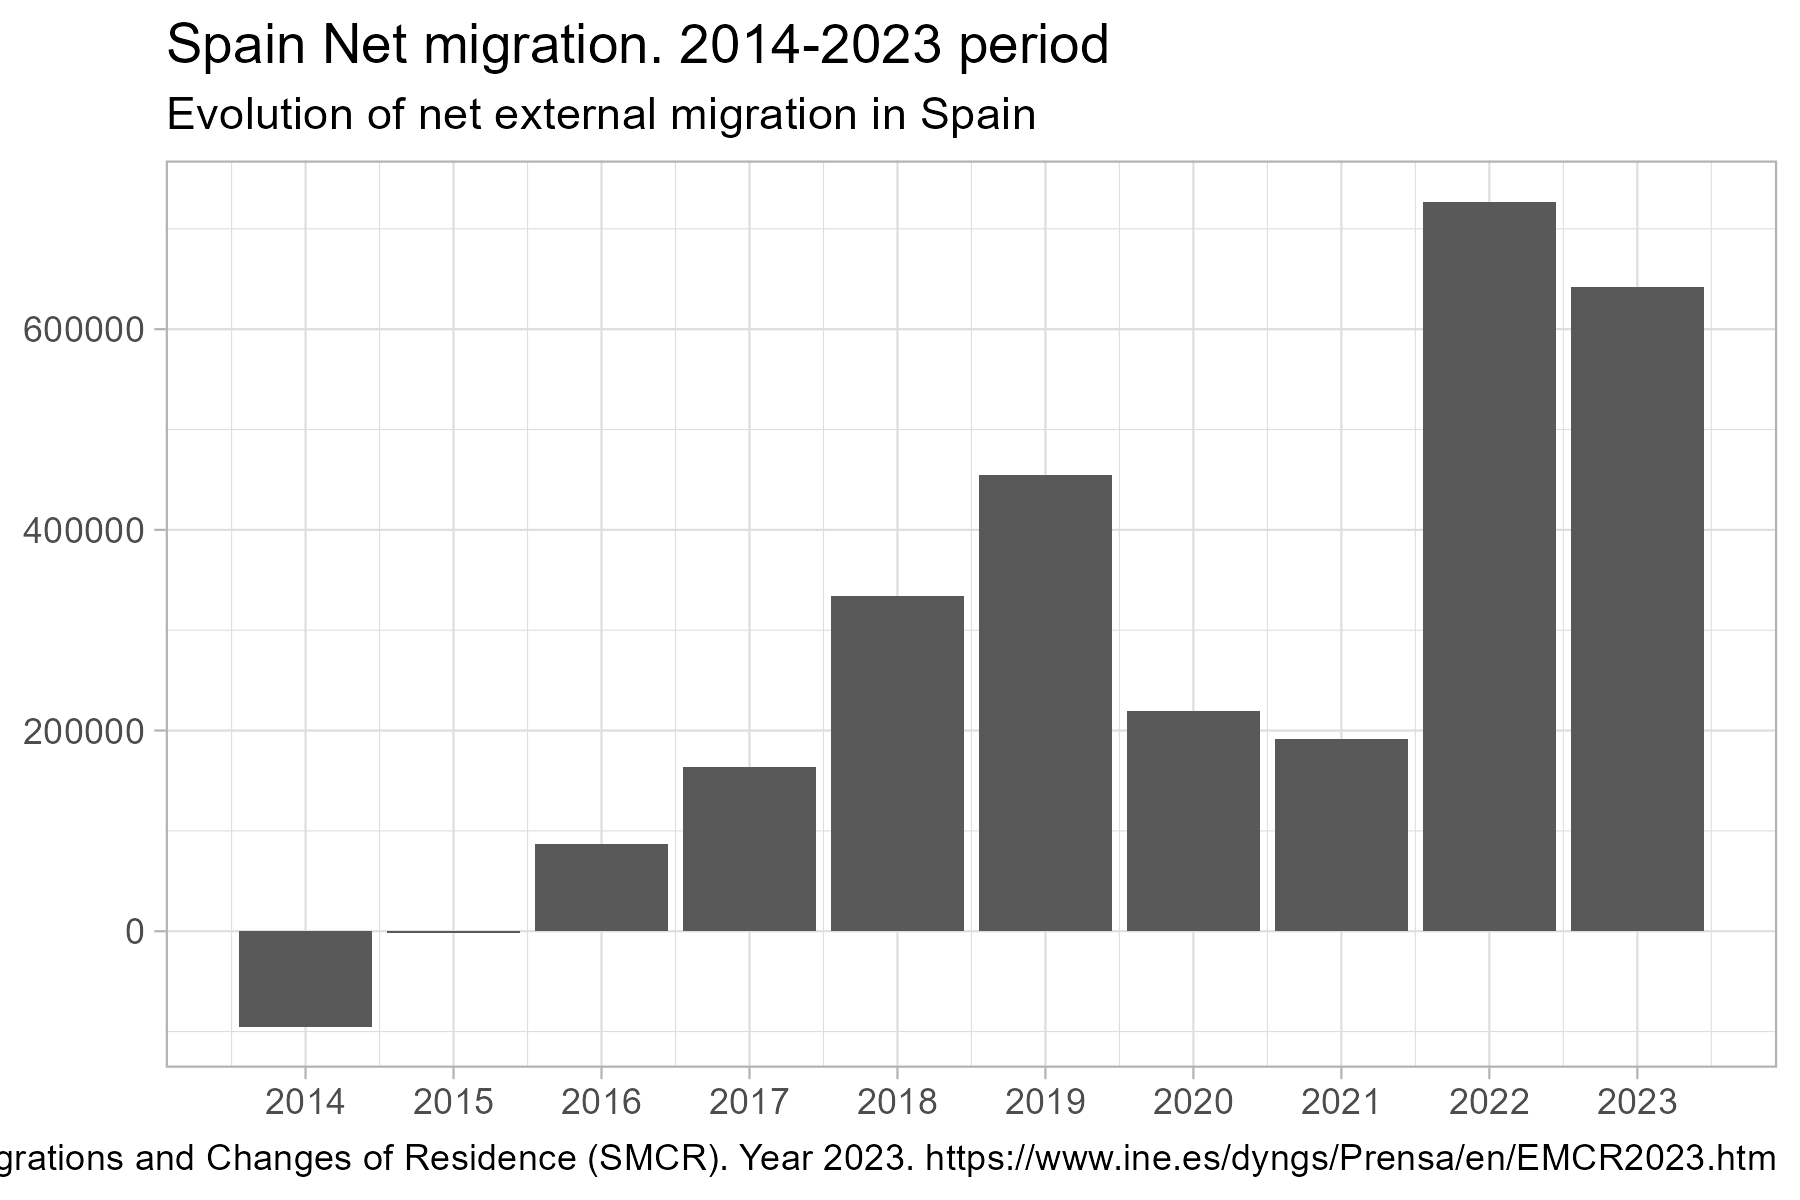 Spain Net migration. 2014-2023 period
Evolution of net external migration in Spain
600000
400000
200000
0
2014 2015 2016 2017 2018 2019 2020 2021 2022 2023
grations and Changes of Residence (SMCR). Year 2023. https://www.ine.es/dyngs/Prensa/en/EMCR2023.htm